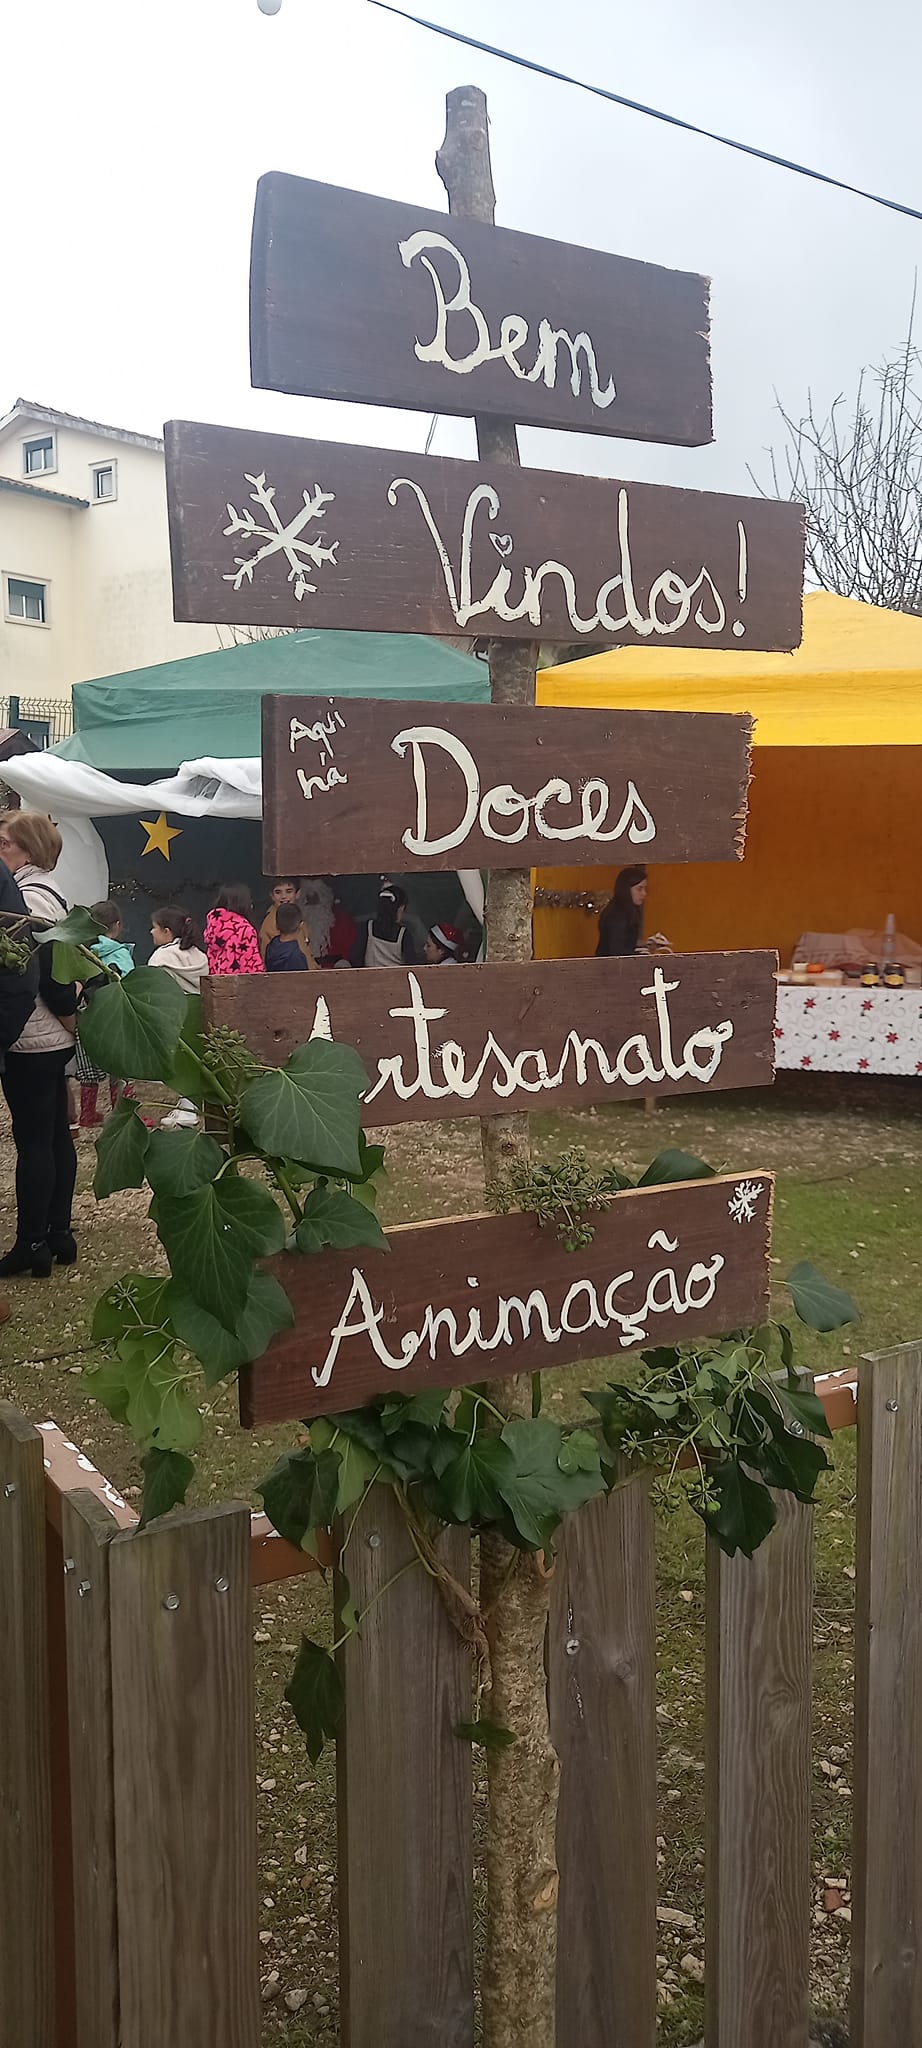 Bem
Vindos!
Aqui
há
Doces
Artesanato
Animação